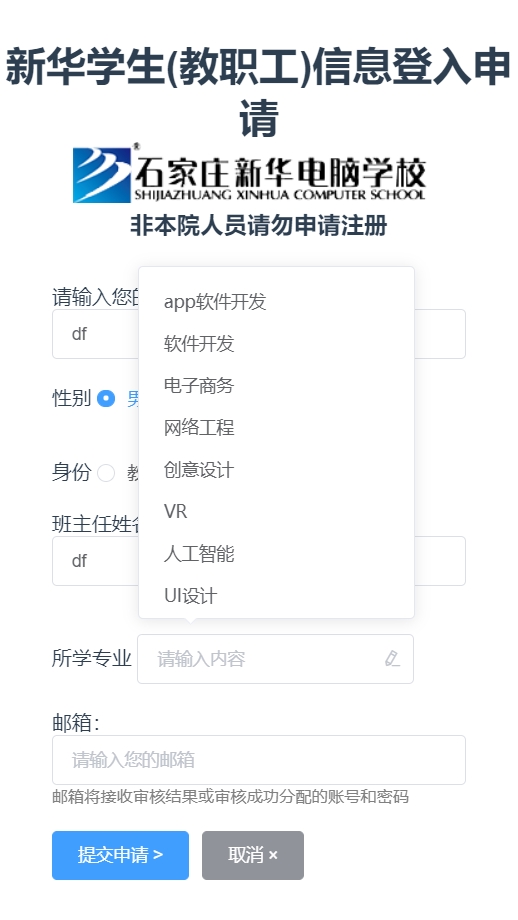 新华学生(教职工)信息登入申
请
石家庄新华电脑学校
SHIJIAZHUANG XINHUA COMPUTER SCHOOL
非本院人员请勿申请注册
请输入您的
df
性别 男
身份 教
班主任姓名
df
app软件开发
软件开发
电子商务
网络工程
创意设计
VR
人工智能
UI设计
所学专业 请输入内容
邮箱：
请输入您的邮箱
邮箱将接收审核结果或审核成功分配的账号和密码
提交申请 > 取消 ×